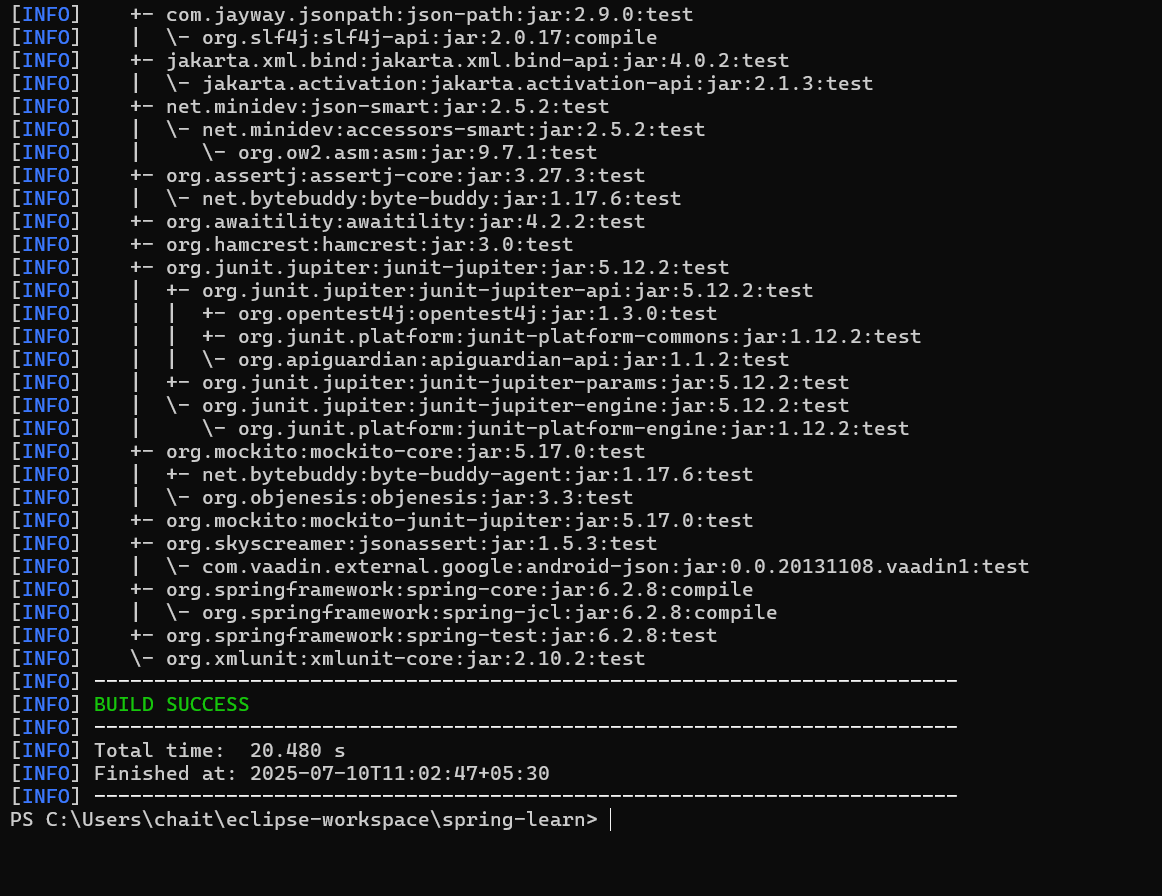 [INFO]    +- com.jayway.jsonpath:json-path:jar:2.9.0:test
[INFO]    |  \- org.slf4j:slf4j-api:jar:2.0.17:compile
[INFO]    +- jakarta.xml.bind:jakarta.xml.bind-api:jar:4.0.2:test
[INFO]    |  \- jakarta.activation:jakarta.activation-api:jar:2.1.3:test
[INFO]    +- net.minidev:json-smart:jar:2.5.2:test
[INFO]    |  \- net.minidev:accessors-smart:jar:2.5.2:test
[INFO]    |     \- org.ow2.asm:asm:jar:9.7.1:test
[INFO]    +- org.assertj:assertj-core:jar:3.27.3:test
[INFO]    |  \- net.bytebuddy:byte-buddy:jar:1.17.6:test
[INFO]    +- org.awaitility:awaitility:jar:4.2.2:test
[INFO]    +- org.hamcrest:hamcrest:jar:3.0:test
[INFO]    +- org.junit.jupiter:junit-jupiter:jar:5.12.2:test
[INFO]    |  +- org.junit.jupiter:junit-jupiter-api:jar:5.12.2:test
[INFO]    |  |  +- org.opentest4j:opentest4j:jar:1.3.0:test
[INFO]    |  |  +- org.junit.platform:junit-platform-commons:jar:1.12.2:test
[INFO]    |  |  \- org.apiguardian:apiguardian-api:jar:1.1.2:test
[INFO]    |  +- org.junit.jupiter:junit-jupiter-params:jar:5.12.2:test
[INFO]    |  \- org.junit.jupiter:junit-jupiter-engine:jar:5.12.2:test
[INFO]    |     \- org.junit.platform:junit-platform-engine:jar:1.12.2:test
[INFO]    +- org.mockito:mockito-core:jar:5.17.0:test
[INFO]    |  +- net.bytebuddy:byte-buddy-agent:jar:1.17.6:test
[INFO]    |  \- org.objenesis:objenesis:jar:3.3:test
[INFO]    +- org.mockito:mockito-junit-jupiter:jar:5.17.0:test
[INFO]    +- org.skyscreamer:jsonassert:jar:1.5.3:test
[INFO]    |  \- com.vaadin.external.google:android-json:jar:0.0.20131108.vaadin1:test
[INFO]    +- org.springframework:spring-core:jar:6.2.8:compile
[INFO]    |  \- org.springframework:spring-jcl:jar:6.2.8:compile
[INFO]    +- org.springframework:spring-test:jar:6.2.8:test
[INFO]    \- org.xmlunit:xmlunit-core:jar:2.10.2:test
[INFO] ------------------------------------------------------------------------
[INFO] BUILD SUCCESS
[INFO] ------------------------------------------------------------------------
[INFO] Total time:  20.480 s
[INFO] Finished at: 2025-07-10T11:02:47+05:30
[INFO] ------------------------------------------------------------------------
PS C:\Users\chait\eclipse-workspace\spring-learn>